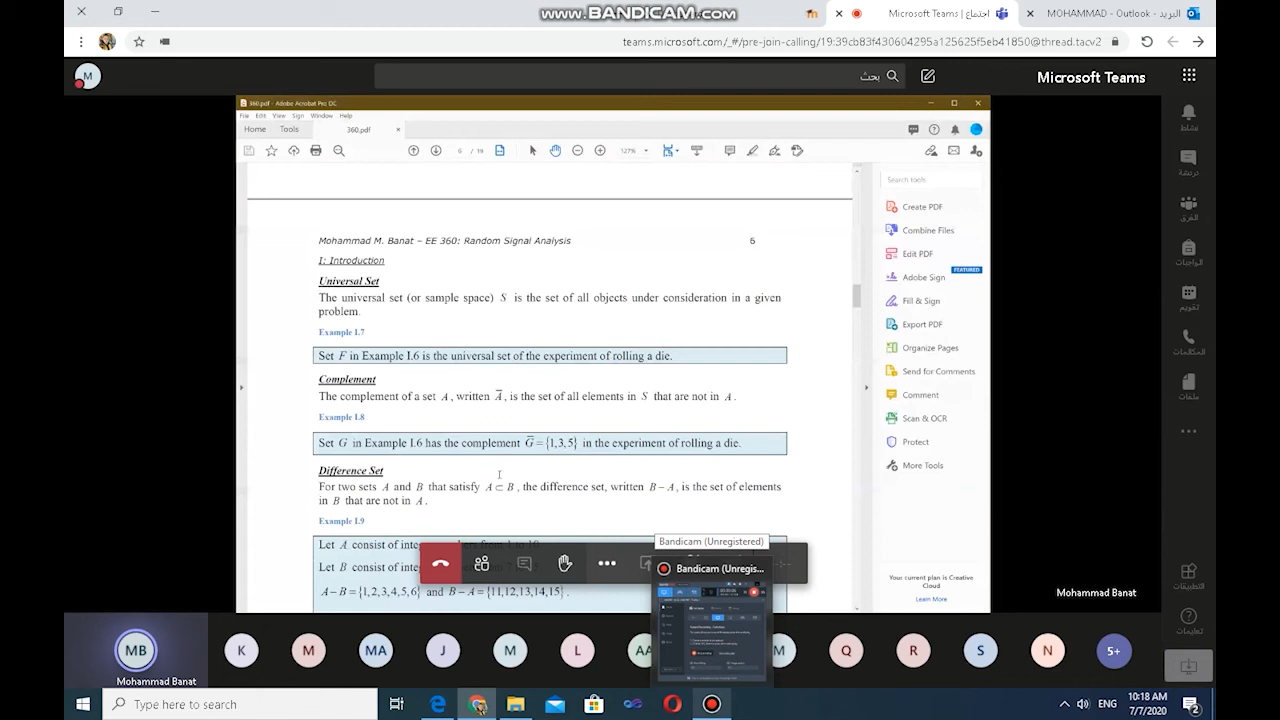 www.BANDICAM.com
Microsoft Teams | اجتماع
البريد - MOHAMMAD - Outlook
teams.microsoft.com/_#/pre-join-calling/19:39cb83f430604295a125625f5eb41850@thread.tacv2
M
بحث
Microsoft Teams
360.pdf - Adobe Acrobat Pro DC
File Edit View Sign Window Help
Home Tools 360.pdf
6 / 19 127%
Search tools
Create PDF
Combine Files
Edit PDF
FEATURED
Adobe Sign
Fill & Sign
Export PDF
Organize Pages
Send for Comments
Comment
Scan & OCR
Protect
More Tools
Your current plan is Creative
Cloud
Learn More
Mohammad M. Banat – EE 360: Random Signal Analysis 6
I: Introduction
Universal Set
The universal set (or sample space) S is the set of all objects under consideration in a given
problem.
Example I.7
Set F in Example I.6 is the universal set of the experiment of rolling a die.
Complement
The complement of a set A, written A̅, is the set of all elements in S that are not in A.
Example I.8
Set G in Example I.6 has the complement G̅ = {1,3,5} in the experiment of rolling a die.
Difference Set
For two sets A and B that satisfy A ⊂ B, the difference set, written B − A, is the set of elements
in B that are not in A.
Example I.9
Let A consist of
Let B consist of
A − B = {1,2,3,4,5,6} and
Bandicam (Unregistered)
Bandicam (Unregis...
نشاط
دردشة
الفرق
الواجبات
تقويم
المكالمات
ملفات
التطبيقات
تعليمات
Mohammad Ba...
MB M MA M L M Q R S N 5+
Mohammad Banat
Type here to search
ENG
10:18 AM
7/7/2020
2